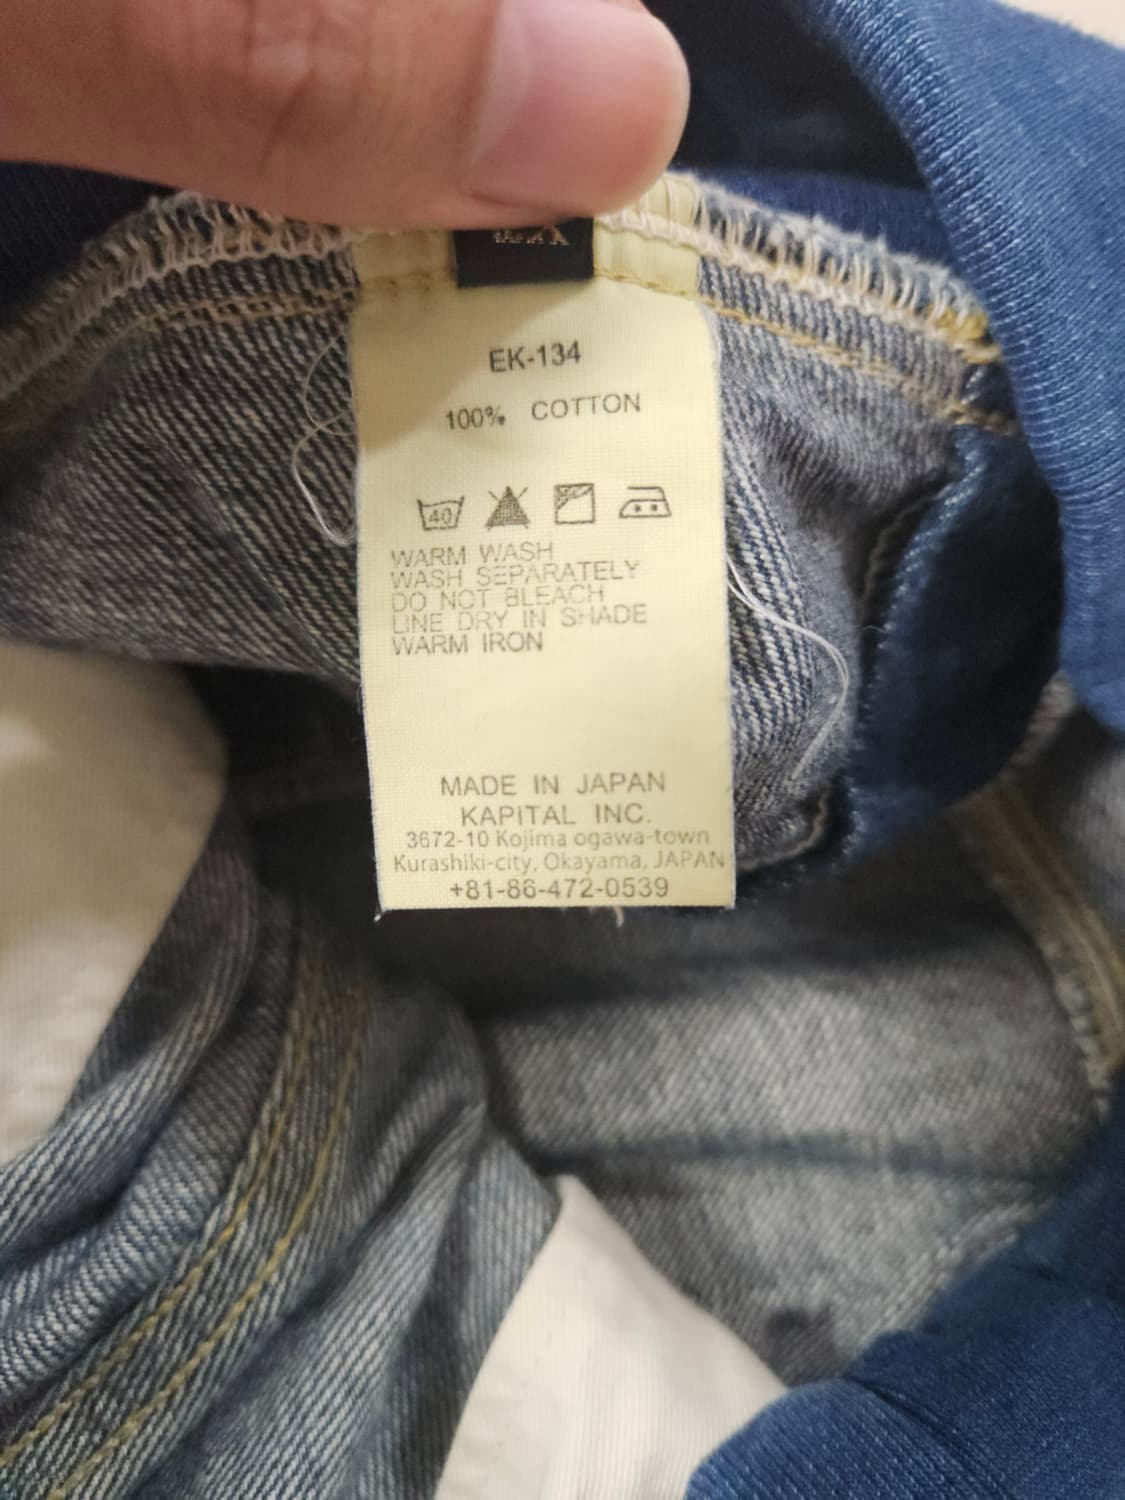 EK-134
100% COTTON
40
WARM WASH
WASH SEPARATELY
DO NOT BLEACH
LINE DRY IN SHADE
WARM IRON
MADE IN JAPAN
KAPITAL INC.
3672-10 Kojima ogawa-town
Kurashiki-city, Okayama, JAPAN
+81-86-472-0539